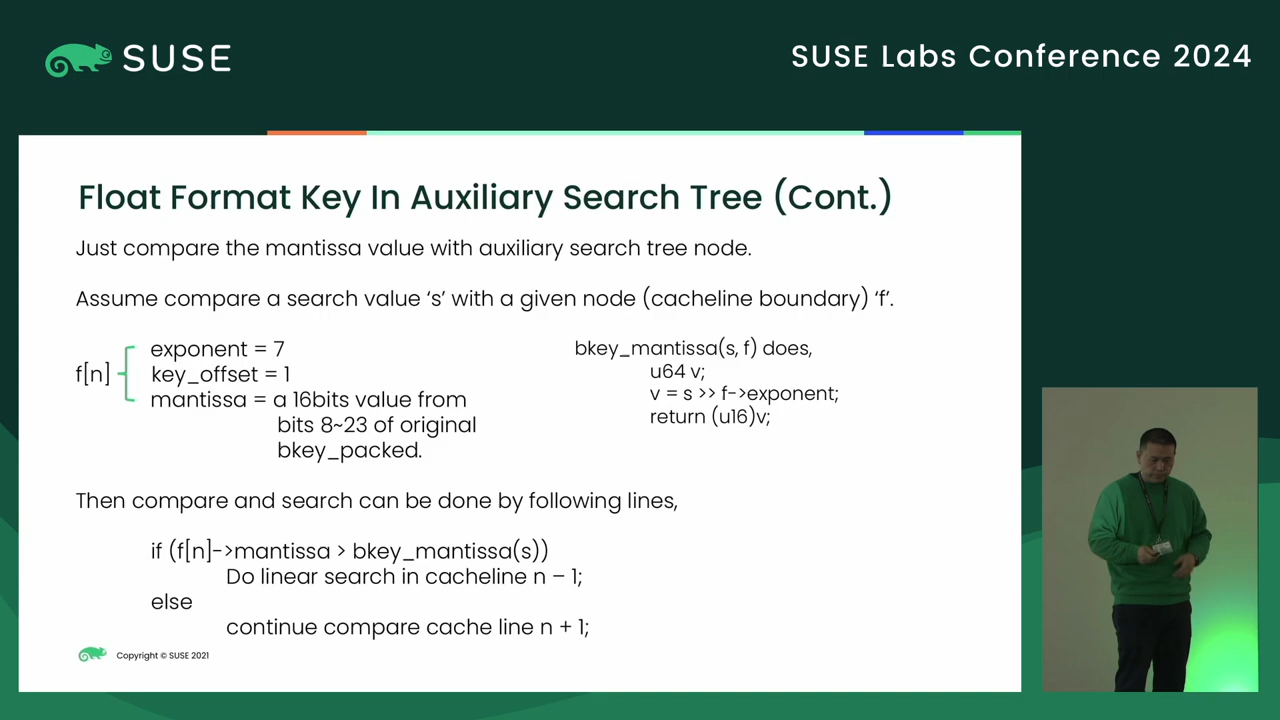 SUSE
SUSE Labs Conference 2024
Float Format Key In Auxiliary Search Tree (Cont.)
Just compare the mantissa value with auxiliary search tree node.
Assume compare a search value ‘s’ with a given node (cacheline boundary) ‘f’.
f[n]
exponent = 7
key_offset = 1
mantissa = a 16bits value from
bits 8~23 of original
bkey_packed.
bkey_mantissa(s, f) does,
u64 v;
v = s >> f->exponent;
return (u16)v;
Then compare and search can be done by following lines,
if (f[n]->mantissa > bkey_mantissa(s))
Do linear search in cacheline n – 1;
else
continue compare cache line n + 1;
Copyright © SUSE 2021